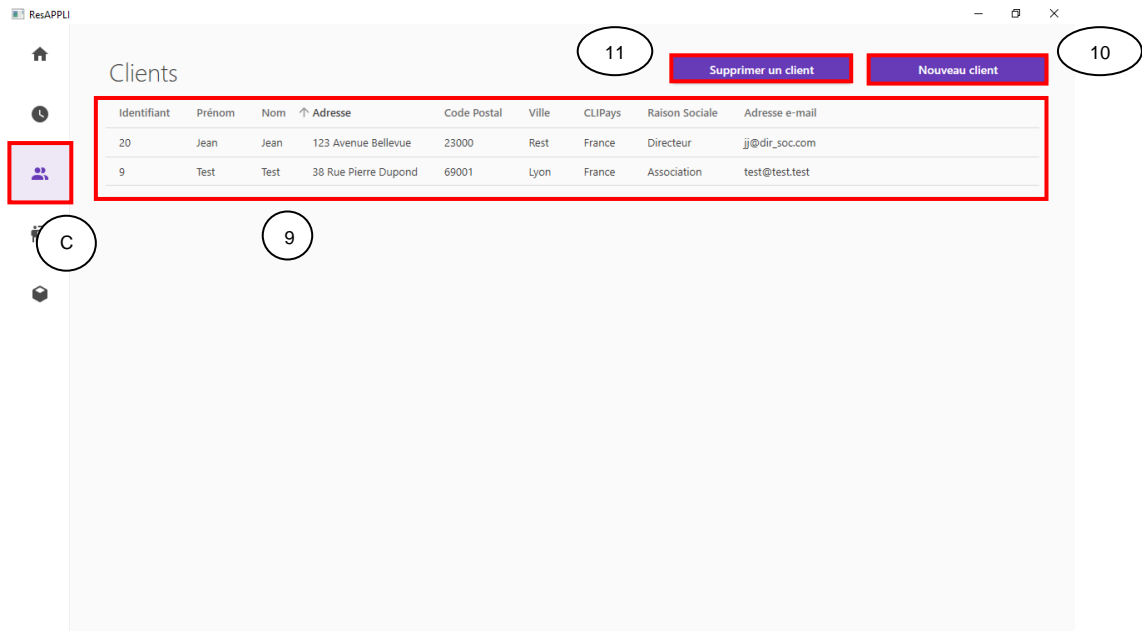 ResAPPLI
11
10
Clients
Supprimer un client
Nouveau client
Identifiant Prénom Nom Adresse Code Postal Ville CLIPays Raison Sociale Adresse e-mail
20 Jean Jean 123 Avenue Bellevue 23000 Rest France Directeur jj@dir_soc.com
9 Test Test 38 Rue Pierre Dupond 69001 Lyon France Association test@test.test
C
9